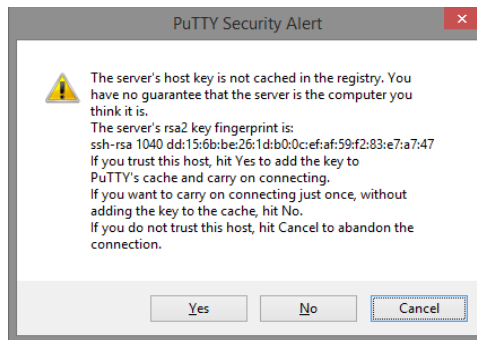 PuTTY Security Alert
The server's host key is not cached in the registry. You
have no guarantee that the server is the computer you
think it is.
The server's rsa2 key fingerprint is:
ssh-rsa 1040 dd:15:6b:be:26:1d:b0:0c:ef:af:59:f2:83:e7:a7:47
If you trust this host, hit Yes to add the key to
PuTTY's cache and carry on connecting.
If you want to carry on connecting just once, without
adding the key to the cache, hit No.
If you do not trust this host, hit Cancel to abandon the
connection.
Yes No Cancel